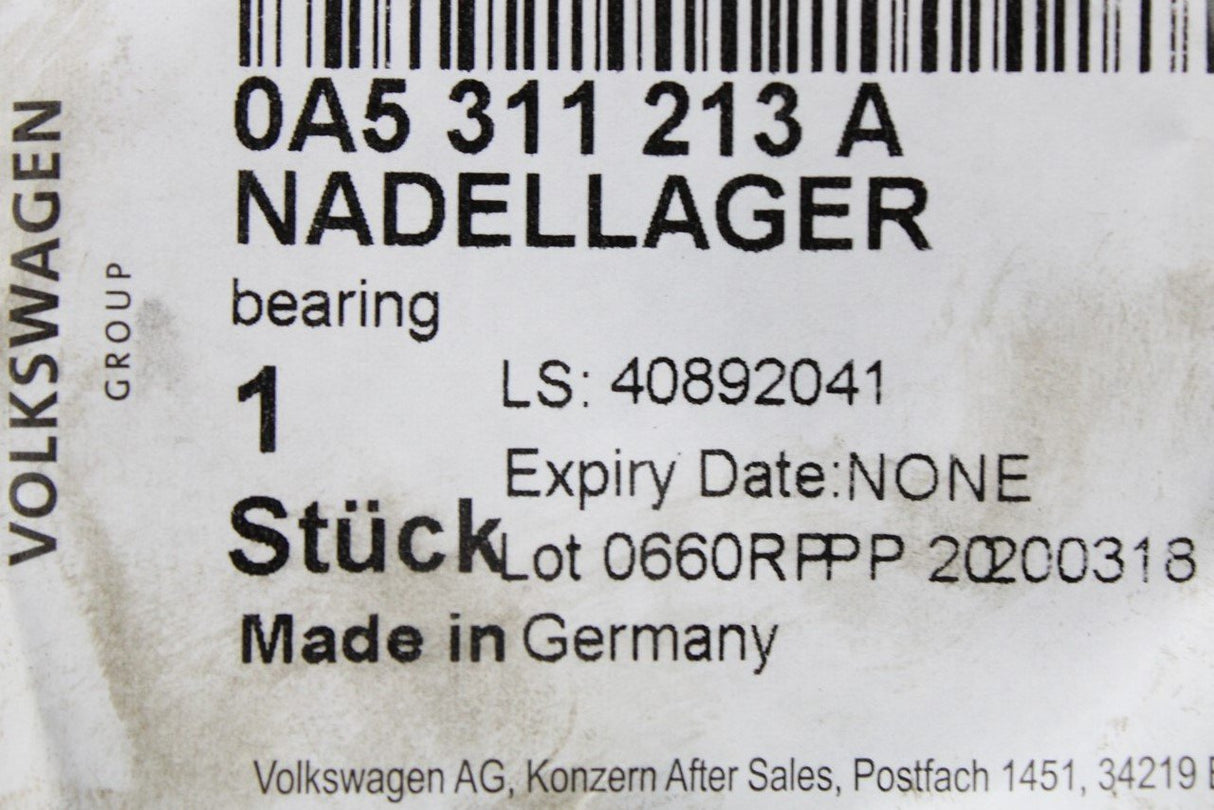 VOLKSWAGEN
GROUP
0A5 311 213 A
NADELLAGER
bearing
1
LS: 40892041
Expiry Date:NONE
Stück
Lot 0660RPPPP 20200318
Made in Germany
Volkswagen AG, Konzern After Sales, Postfach 1451, 34219